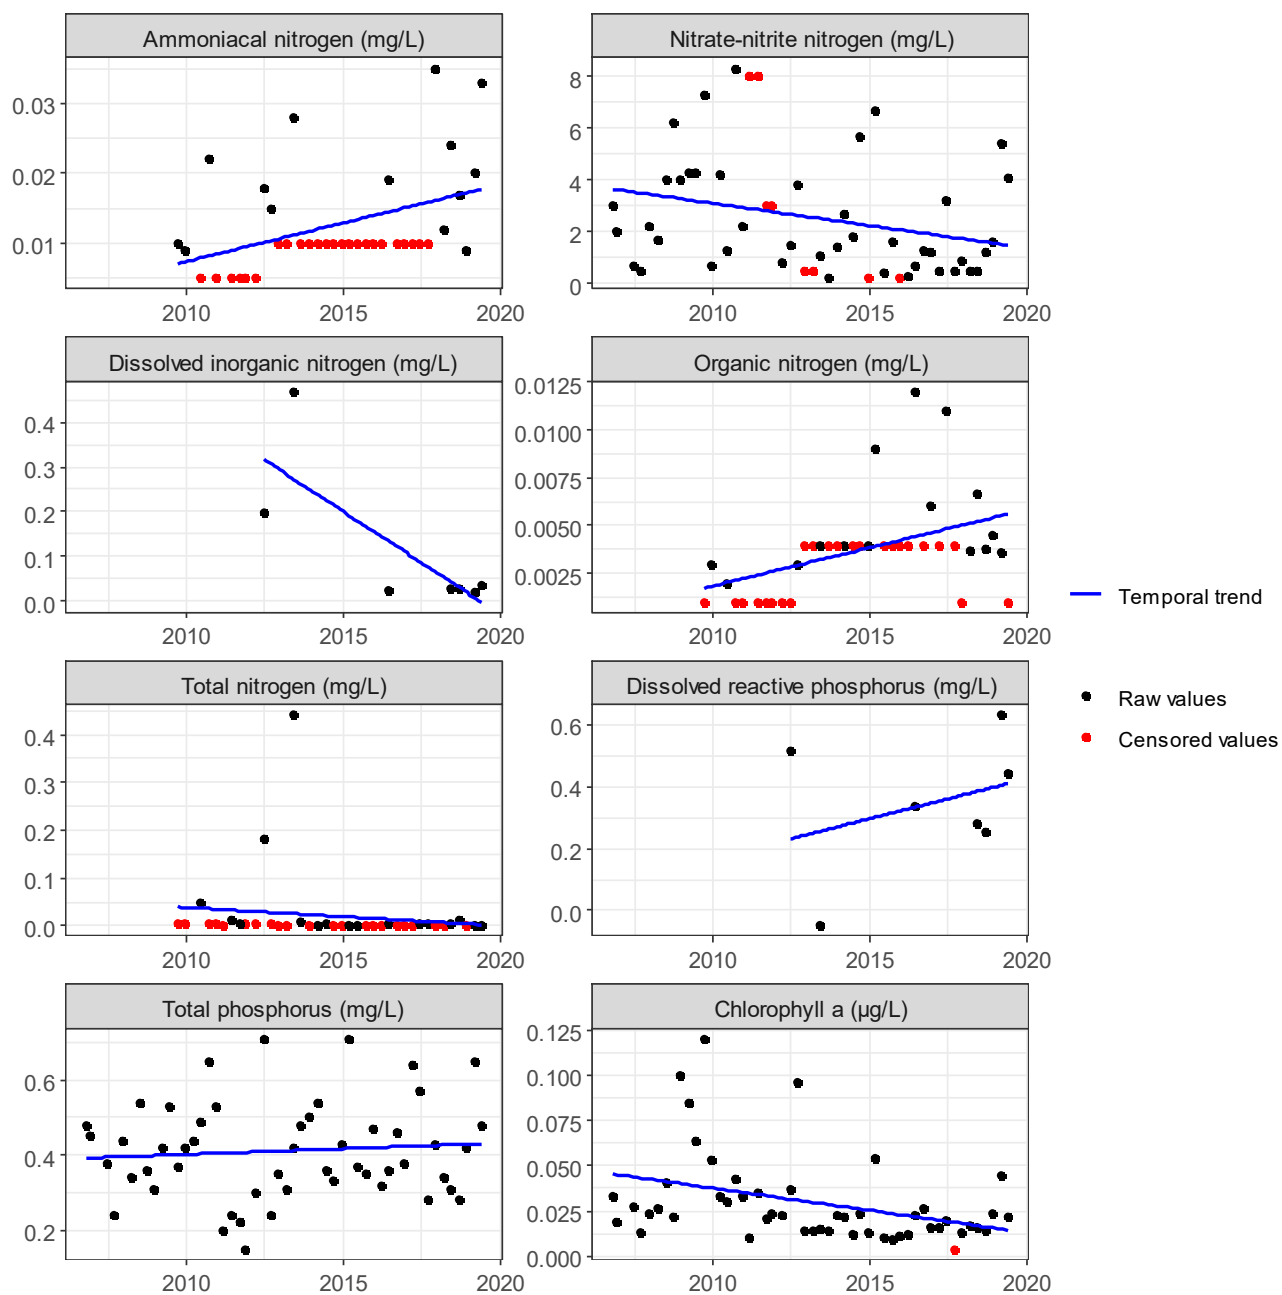 Ammoniacal nitrogen (mg/L)
0.03
0.02
0.01
2010 2015 2020
Nitrate-nitrite nitrogen (mg/L)
8
6
4
2
0
2010 2015 2020
Dissolved inorganic nitrogen (mg/L)
0.4
0.3
0.2
0.1
0.0
2010 2015 2020
Organic nitrogen (mg/L)
0.0125
0.0100
0.0075
0.0050
0.0025
2010 2015 2020
Total nitrogen (mg/L)
0.4
0.3
0.2
0.1
0.0
2010 2015 2020
Dissolved reactive phosphorus (mg/L)
0.6
0.4
0.2
0.0
2010 2015 2020
Total phosphorus (mg/L)
0.6
0.4
0.2
2010 2015 2020
Chlorophyll a (µg/L)
0.125
0.100
0.075
0.050
0.025
0.000
2010 2015 2020
Temporal trend
Raw values
Censored values